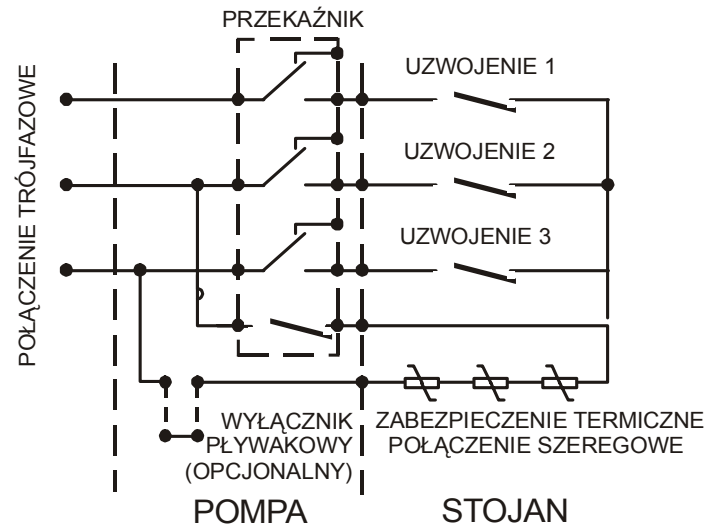 PRZEKAŹNIK
POŁĄCZENIE TRÓJFAZOWE
UZWOJENIE 1
UZWOJENIE 2
UZWOJENIE 3
WYŁĄCZNIK
PŁYWAKOWY
(OPCJONALNY)
ZABEZPIECZENIE TERMICZNE
POŁĄCZENIE SZEREGOWE
POMPA
STOJAN